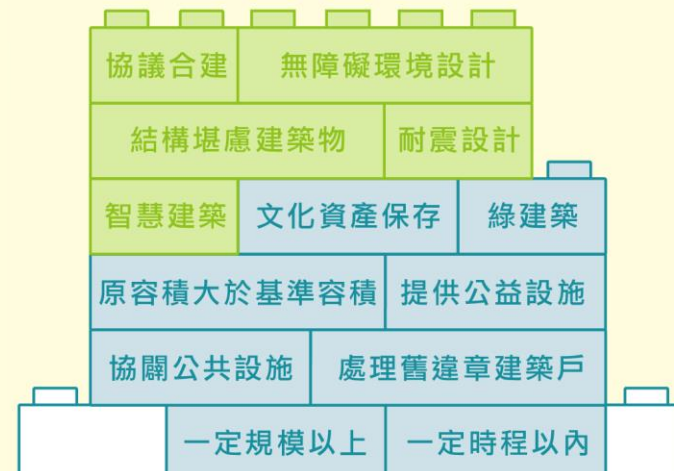 協議合建 無障礙環境設計
結構堪慮建築物 耐震設計
智慧建築 文化資產保存 綠建築
原容積大於基準容積 提供公益設施
協闢公共設施 處理舊違章建築戶
一定規模以上 一定時程以內